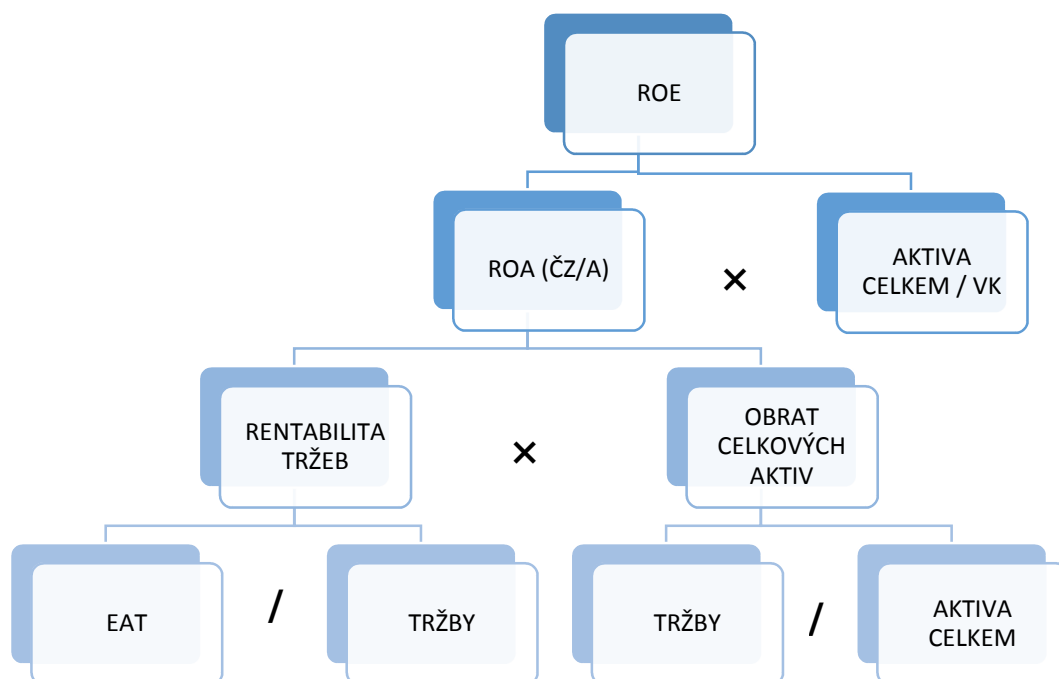 ROE
ROA (ČZ/A)
×
AKTIVA
CELKEM / VK
RENTABILITA
TRŽEB
×
OBRAT
CELKOVÝCH
AKTIV
EAT
/
TRŽBY
TRŽBY
/
AKTIVA
CELKEM